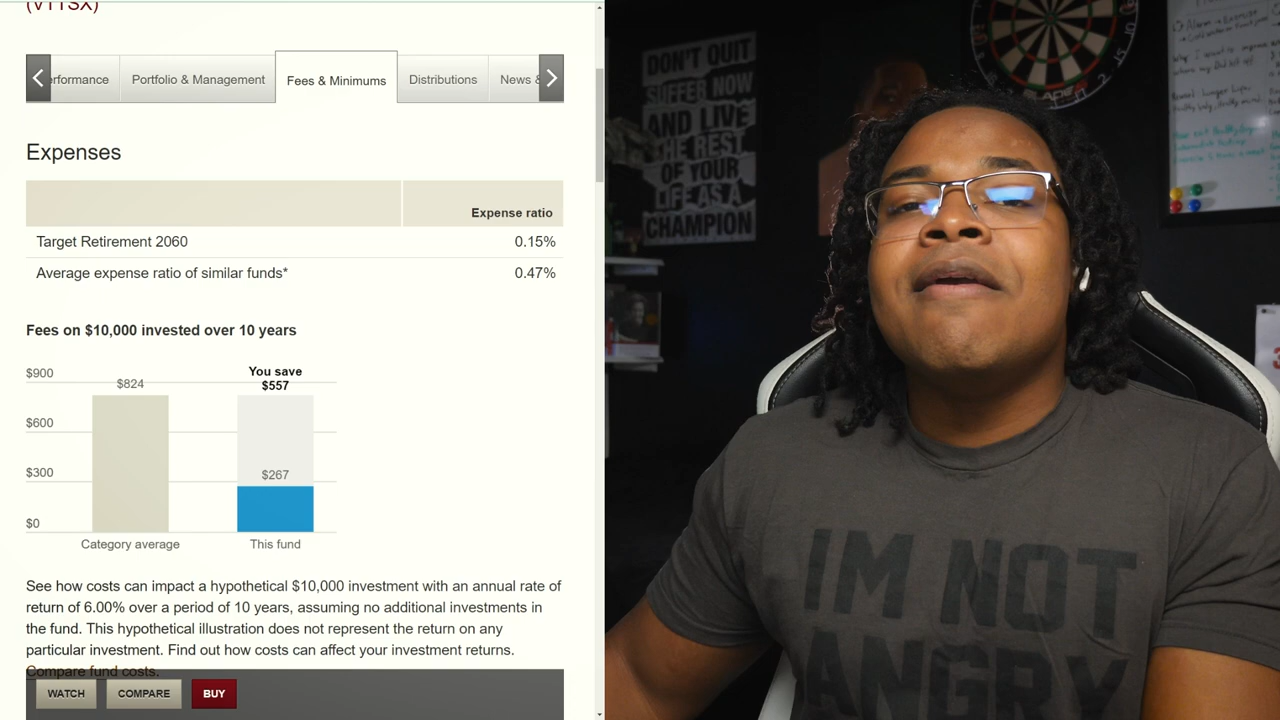 (VTTSX)
erformance
Portfolio & Management
Fees & Minimums
Distributions
News &
Expenses
Expense ratio
Target Retirement 2060 0.15%
Average expense ratio of similar funds* 0.47%
Fees on $10,000 invested over 10 years
$900
$600
$300
$0
$824
You save
$557
$267
Category average
This fund
See how costs can impact a hypothetical $10,000 investment with an annual rate of
return of 6.00% over a period of 10 years, assuming no additional investments in
the fund. This hypothetical illustration does not represent the return on any
particular investment. Find out how costs can affect your investment returns.
Compare fund costs.
WATCH
COMPARE
BUY
DON'T QUIT
SUFFER NOW
AND LIVE
THE REST
OF YOUR
LIFE AS A
CHAMPION
BLADE
IM NOT
ANGRY